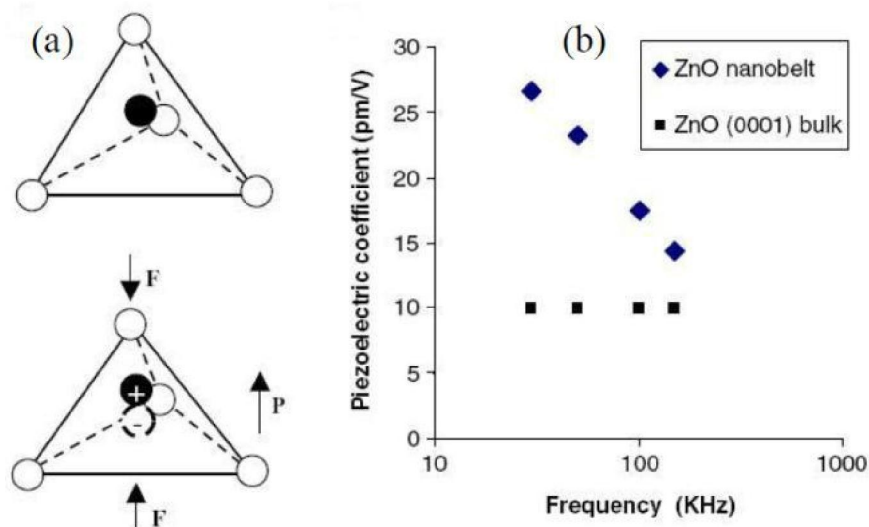 (a)
F
+
-
P
F
(b)
Piezoelectric coefficient (pm/V)
30
25
20
15
10
5
0
ZnO nanobelt
ZnO (0001) bulk
10
100
1000
Frequency (KHz)